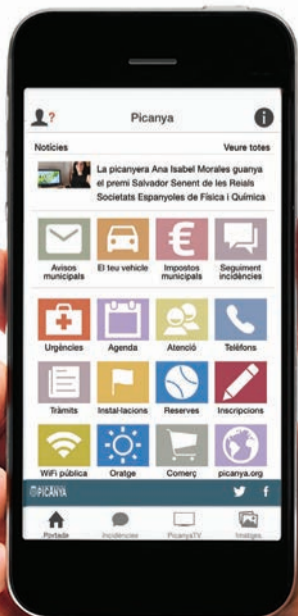 ?
Picanya
i
Notícies Veure totes
La picanyera Ana Isabel Morales guanya
el premi Salvador Senent de les Reials
Societats Espanyoles de Física i Química
€
Avisos municipals
El teu vehicle
Impostos municipals
Seguiment incidències
Urgències Agenda Atenció Telèfons
Tràmits Instal·lacions Reserves Inscripcions
WiFi pública Oratge Comerç picanya.org
@PICANYA
Portada Incidències PicanyaTV Imatges